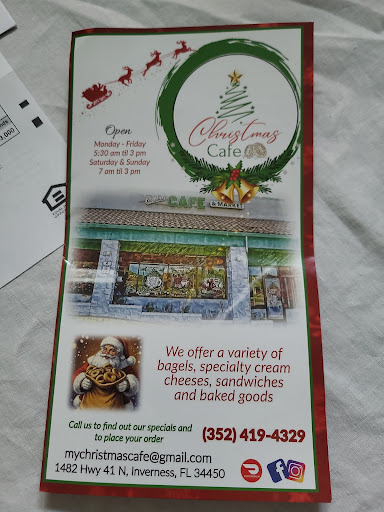 Open
Monday - Friday
5:30 am til 3 pm
Saturday & Sunday
7 am til 3 pm
Christmas
Cafe
CAFE & MARKET
We offer a variety of
bagels, specialty cream
cheeses, sandwiches
and baked goods
Call us to find out our specials and
to place your order
(352) 419-4329
mychristmascafe@gmail.com
1482 Hwy 41 N, Inverness, FL 34450